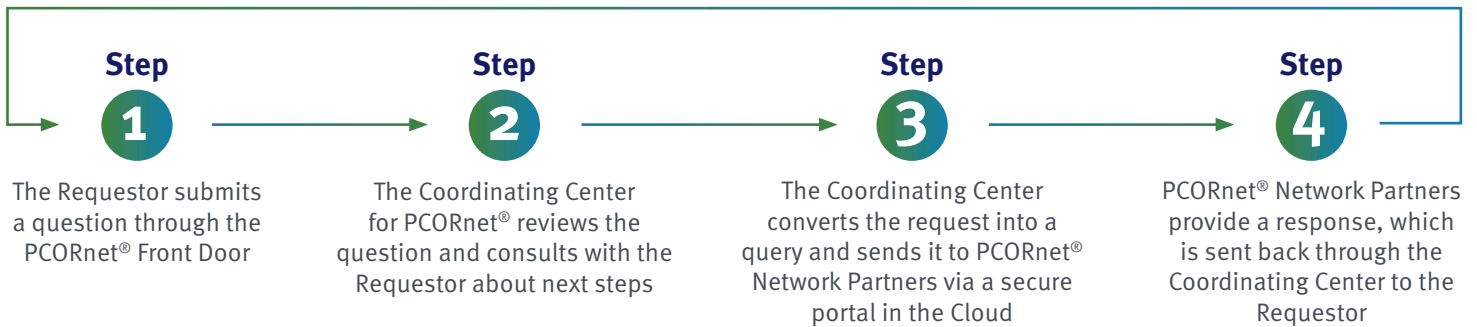 Step
1
The Requestor submits
a question through the
PCORnet® Front Door
Step
2
The Coordinating Center
for PCORnet® reviews the
question and consults with the
Requestor about next steps
Step
3
The Coordinating Center
converts the request into a
query and sends it to PCORnet®
Network Partners via a secure
portal in the Cloud
Step
4
PCORnet® Network Partners
provide a response, which
is sent back through the
Coordinating Center to the
Requestor